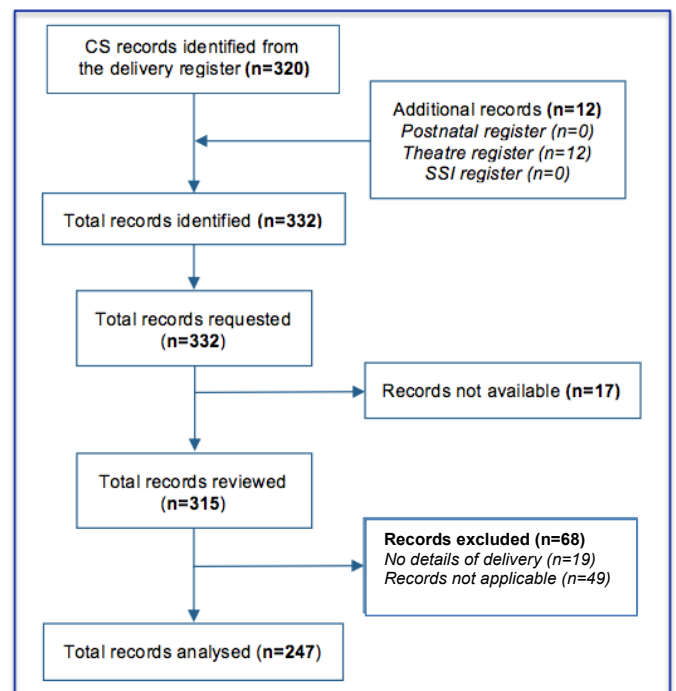 CS records identified from
the delivery register (n=320)
Additional records (n=12)
Postnatal register (n=0)
Theatre register (n=12)
SSI register (n=0)
Total records identified (n=332)
Total records requested
(n=332)
Records not available (n=17)
Total records reviewed
(n=315)
Records excluded (n=68)
No details of delivery (n=19)
Records not applicable (n=49)
Total records analysed (n=247)